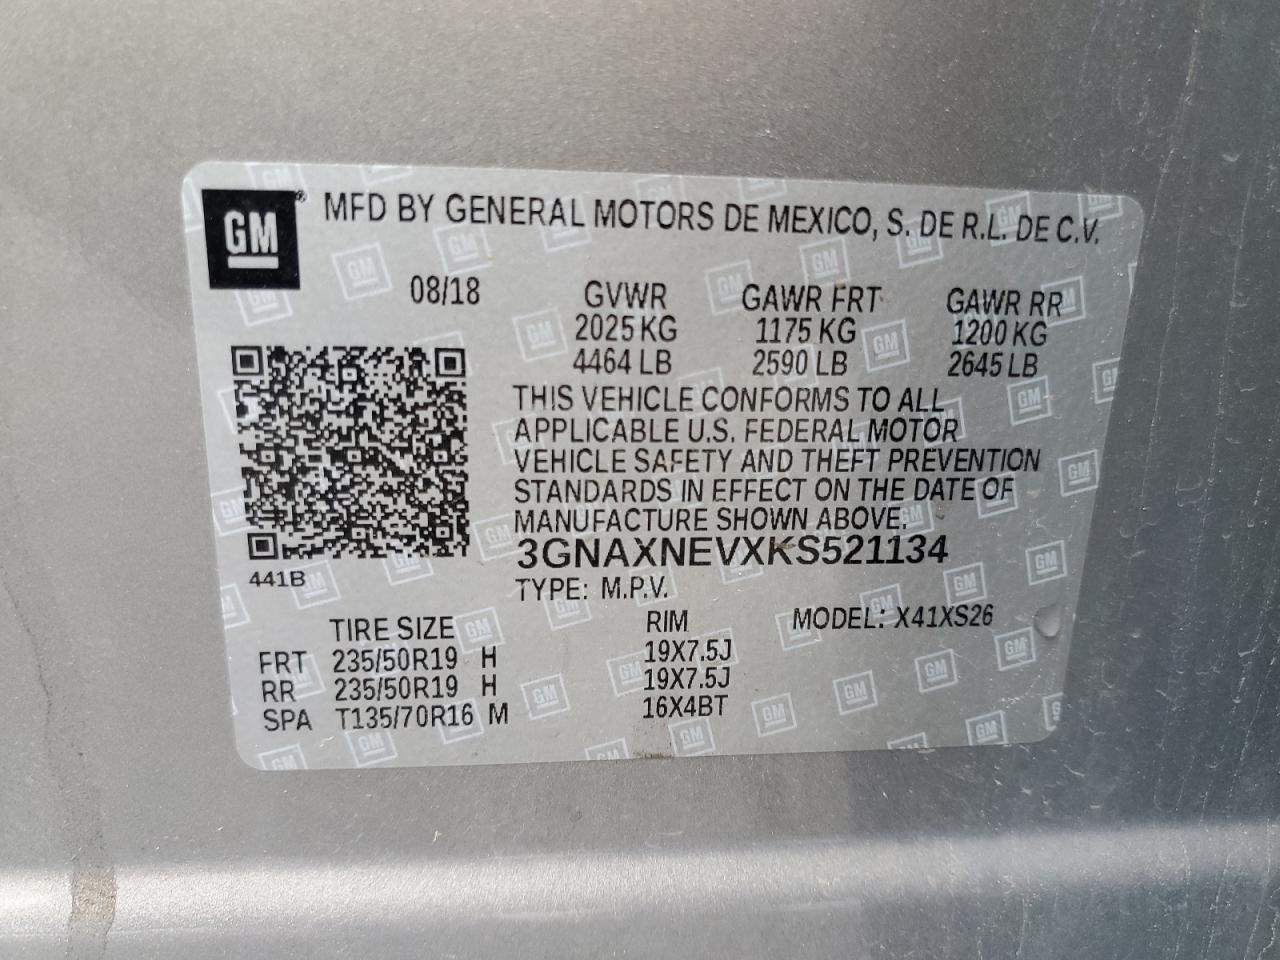 GM® MFD BY GENERAL MOTORS DE MEXICO, S. DE R.L. DE C.V.
08/18 GVWR GAWR FRT GAWR RR
2025 KG 1175 KG 1200 KG
4464 LB 2590 LB 2645 LB
THIS VEHICLE CONFORMS TO ALL
APPLICABLE U.S. FEDERAL MOTOR
VEHICLE SAFETY AND THEFT PREVENTION
STANDARDS IN EFFECT ON THE DATE OF
MANUFACTURE SHOWN ABOVE.
3GNAXNEVXKS521134
441B
TYPE: M.P.V.
TIRE SIZE RIM MODEL: X41XS26
FRT 235/50R19 H 19X7.5J
RR 235/50R19 H 19X7.5J
SPA T135/70R16 M 16X4BT